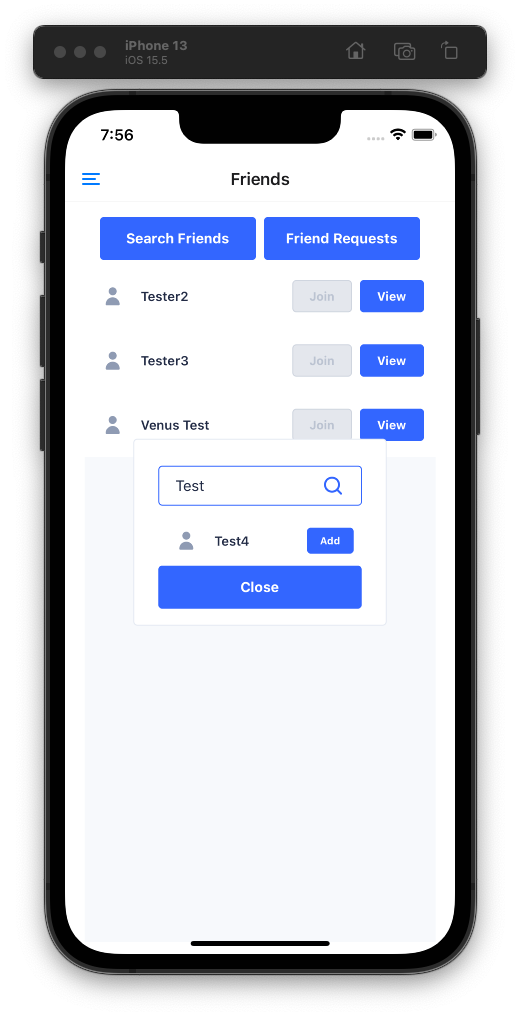 iPhone 13
iOS 15.5
7:56
Friends
Search Friends Friend Requests
Tester2 Join View
Tester3 Join View
Venus Test Join View
Test
Test4 Add
Close